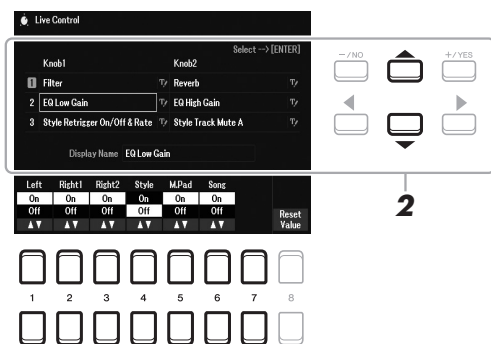 Live Control
Select --> [ENTER]
Knob1 Knob2
1 Filter Reverb
2 EQ Low Gain EQ High Gain
3 Style Retrigger On/Off & Rate Style Track Mute A
Display Name EQ Low Gain
Left Right1 Right2 Style M.Pad Song
On On On On On On
Off Off Off Off Off Off
Reset
Value
-/NO +/YES
2
1 2 3 4 5 6 7 8